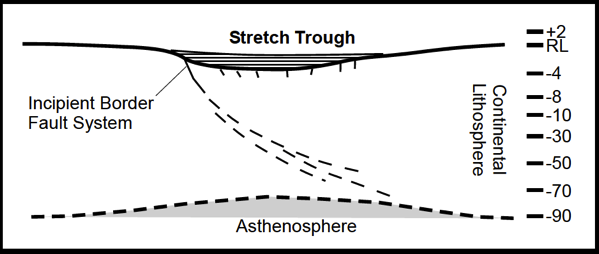 Stretch Trough
Incipient Border
Fault System
Asthenosphere
Continental
Lithosphere
+2
RL
-4
-8
-10
-30
-50
-70
-90